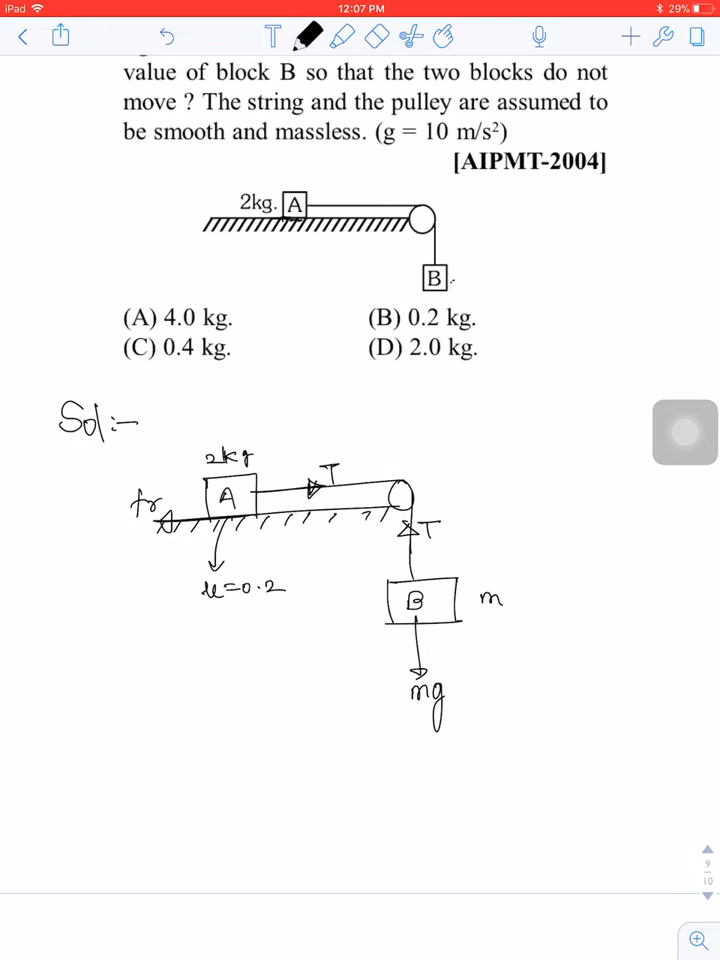 iPad 12:07 PM 29%
T
value of block B so that the two blocks do not
move ? The string and the pulley are assumed to
be smooth and massless. (g = 10 m/s²)
[AIPMT-2004]
2kg. A
B
(A) 4.0 kg. (B) 0.2 kg.
(C) 0.4 kg. (D) 2.0 kg.
Sol :-
2kg
T
fr A
T
μ=0.2
B m
mg
9
10